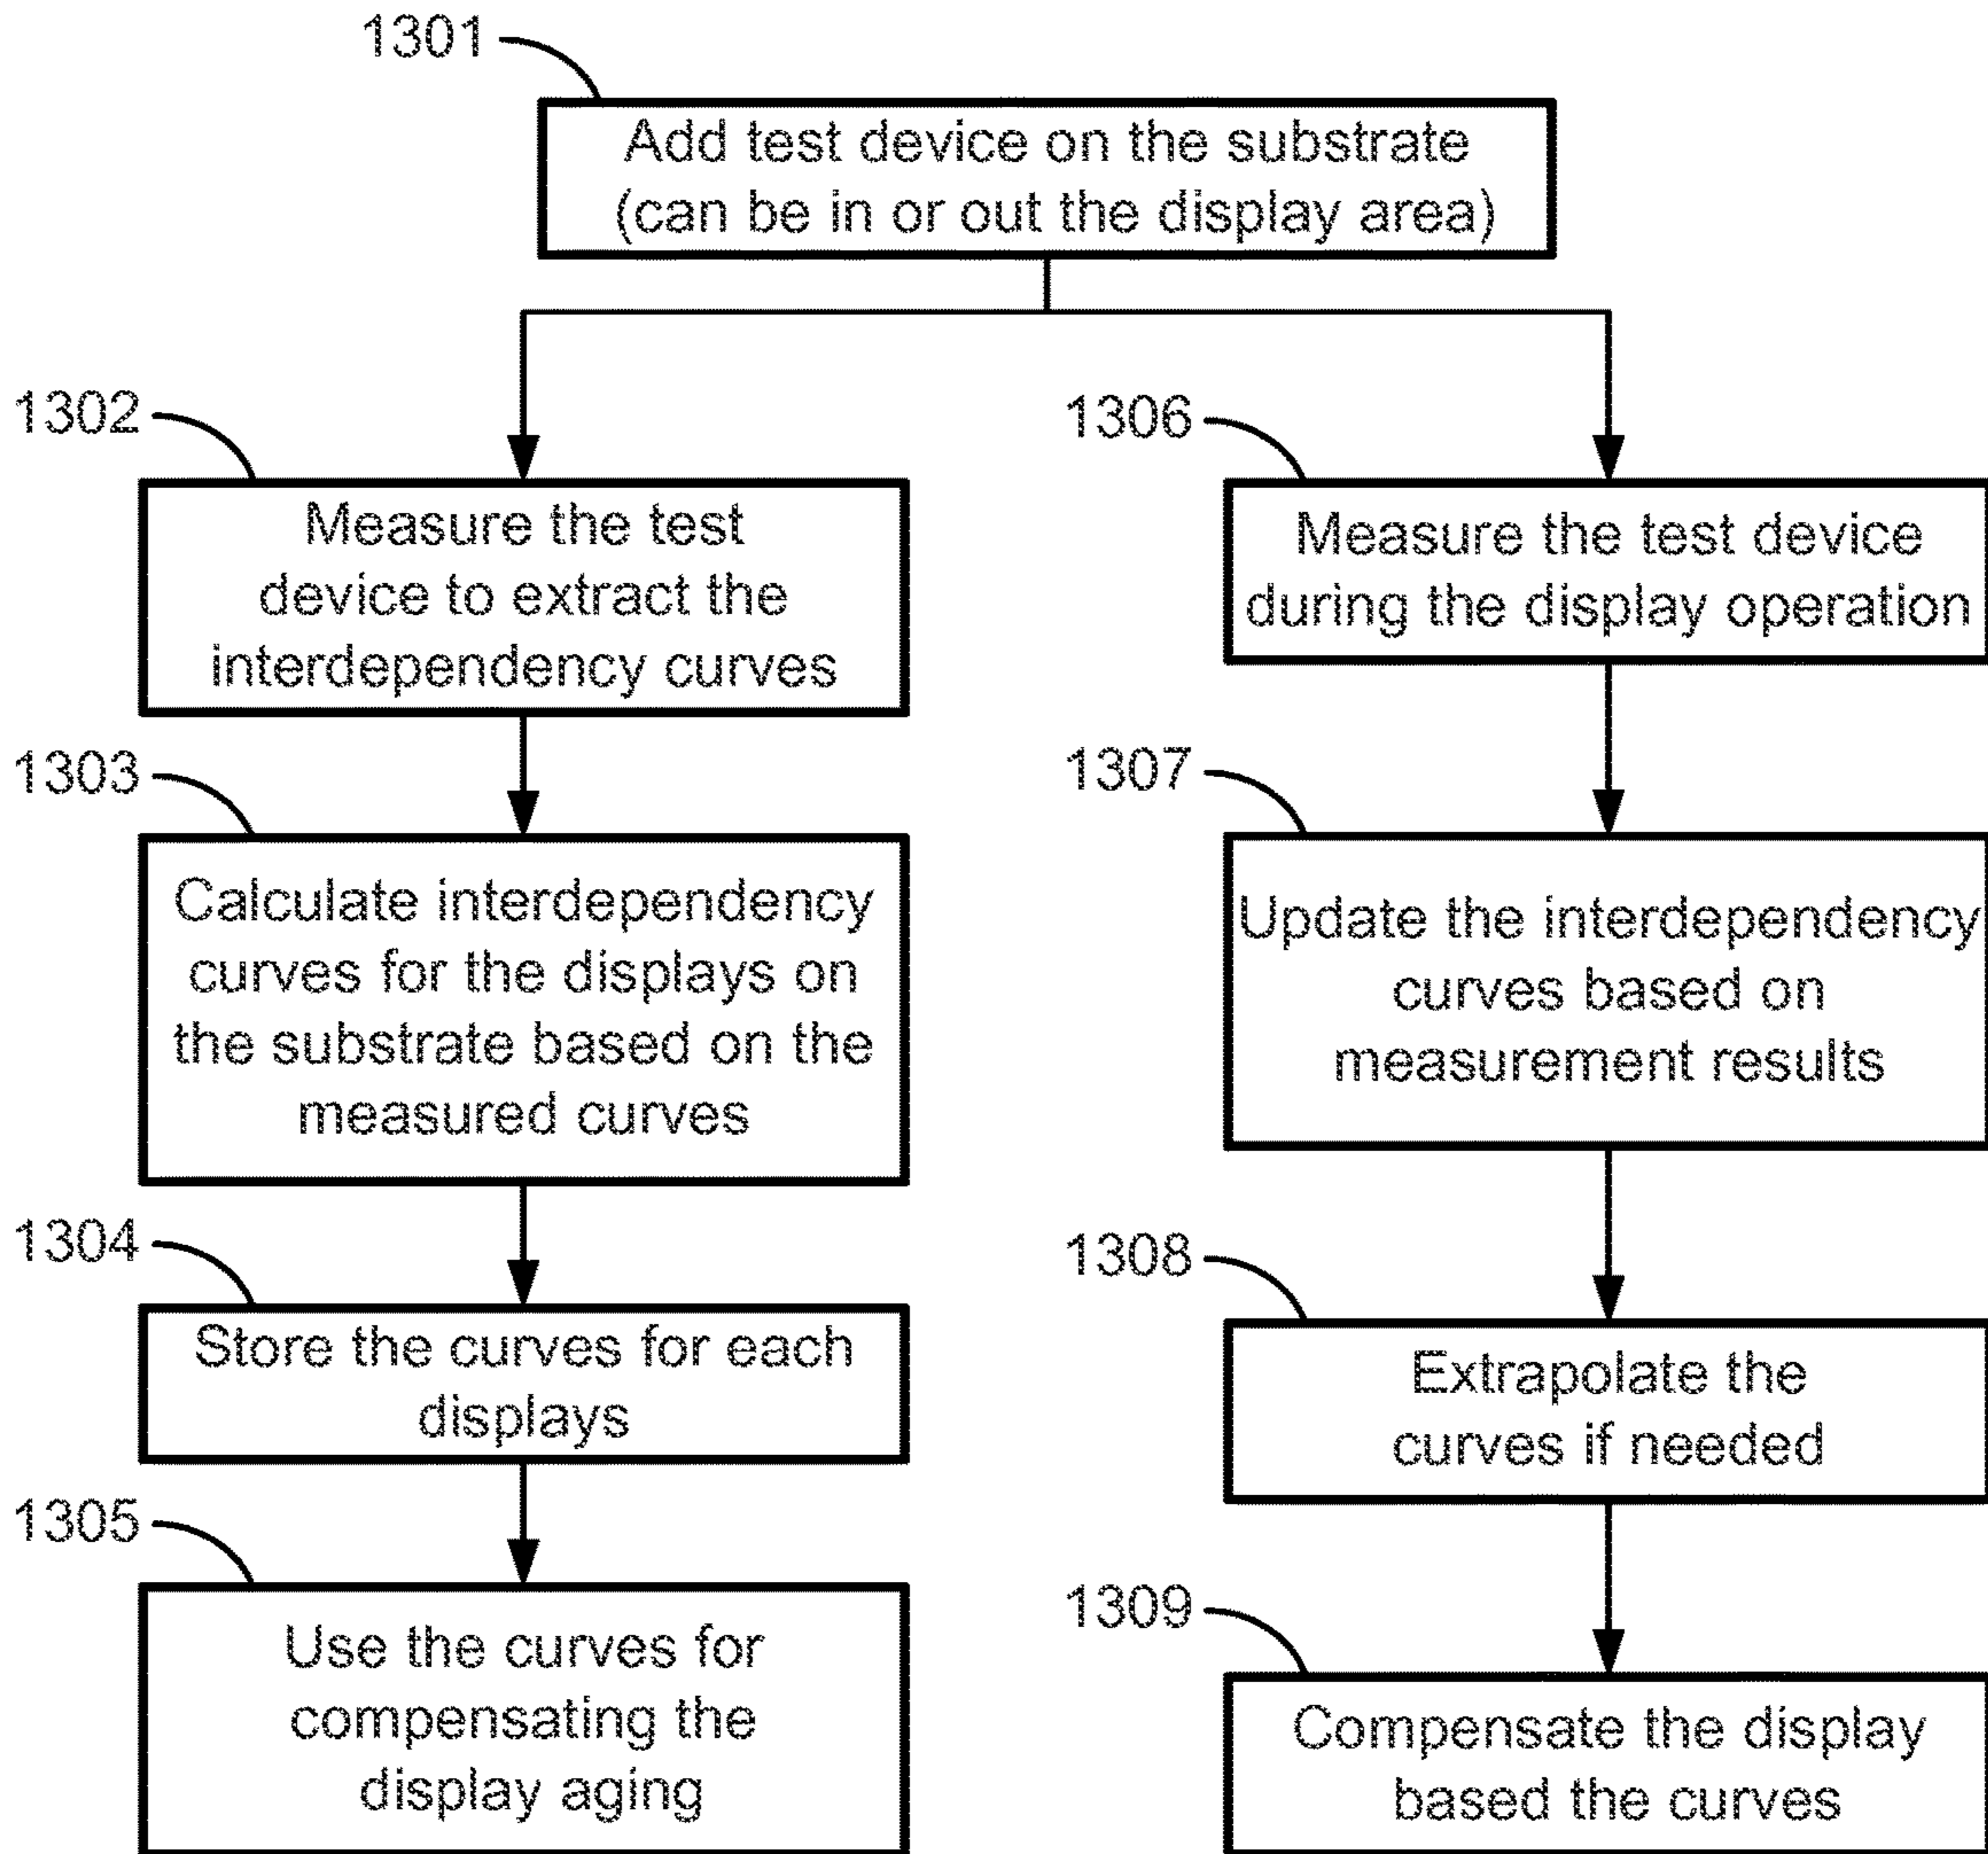 1301
Add test device on the substrate
(can be in or out the display area)
1302
Measure the test
device to extract the
interdependency curves
1303
Calculate interdependency
curves for the displays on
the substrate based on the
measured curves
1304
Store the curves for each
displays
1305
Use the curves for
compensating the
display aging
1306
Measure the test device
during the display operation
1307
Update the interdependency
curves based on
measurement results
1308
Extrapolate the
curves if needed
1309
Compensate the display
based the curves